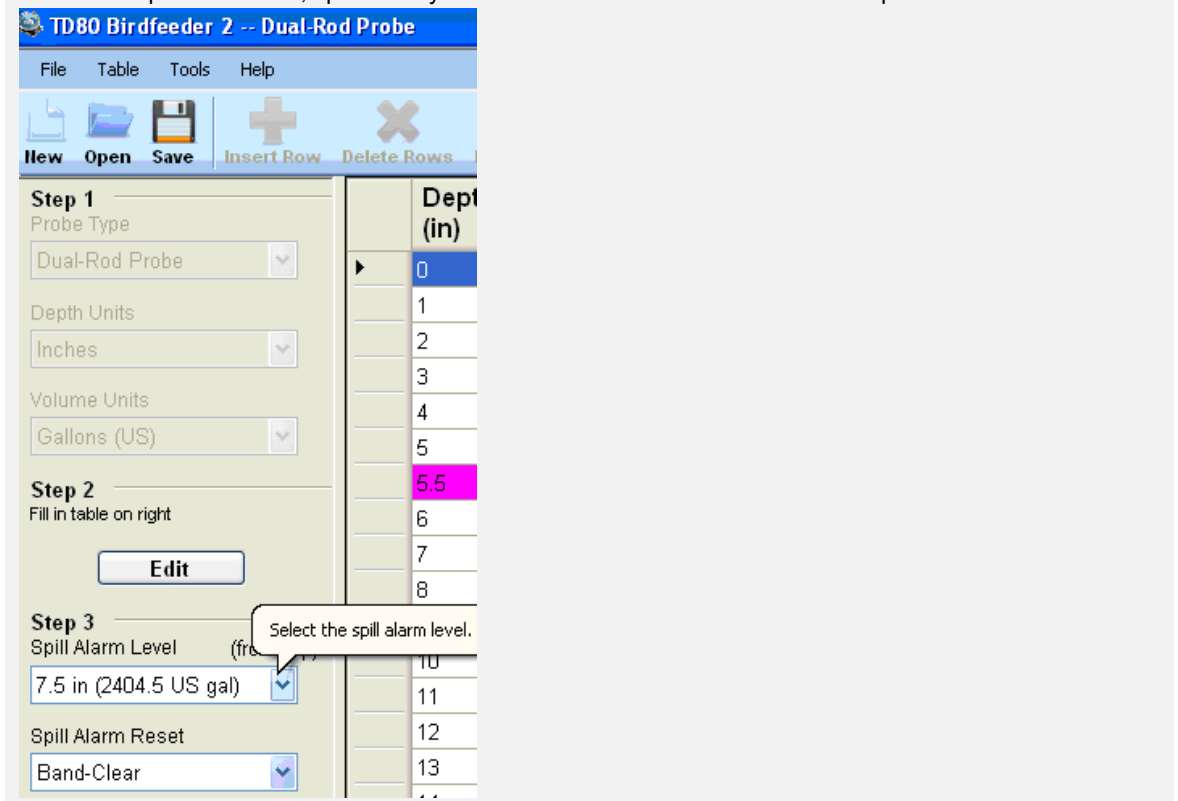 TD80 Birdfeeder 2 -- Dual-Rod Probe
File Table Tools Help
New Open Save Insert Row Delete Rows
Step 1
Probe Type
Dual-Rod Probe
Depth Units
Inches
Volume Units
Gallons (US)
Step 2
Fill in table on right
Edit
Step 3
Spill Alarm Level
Select the spill alarm level.
7.5 in (2404.5 US gal)
Spill Alarm Reset
Band-Clear
(in)
0
1
2
3
4
5
5.5
6
7
8
10
11
12
13